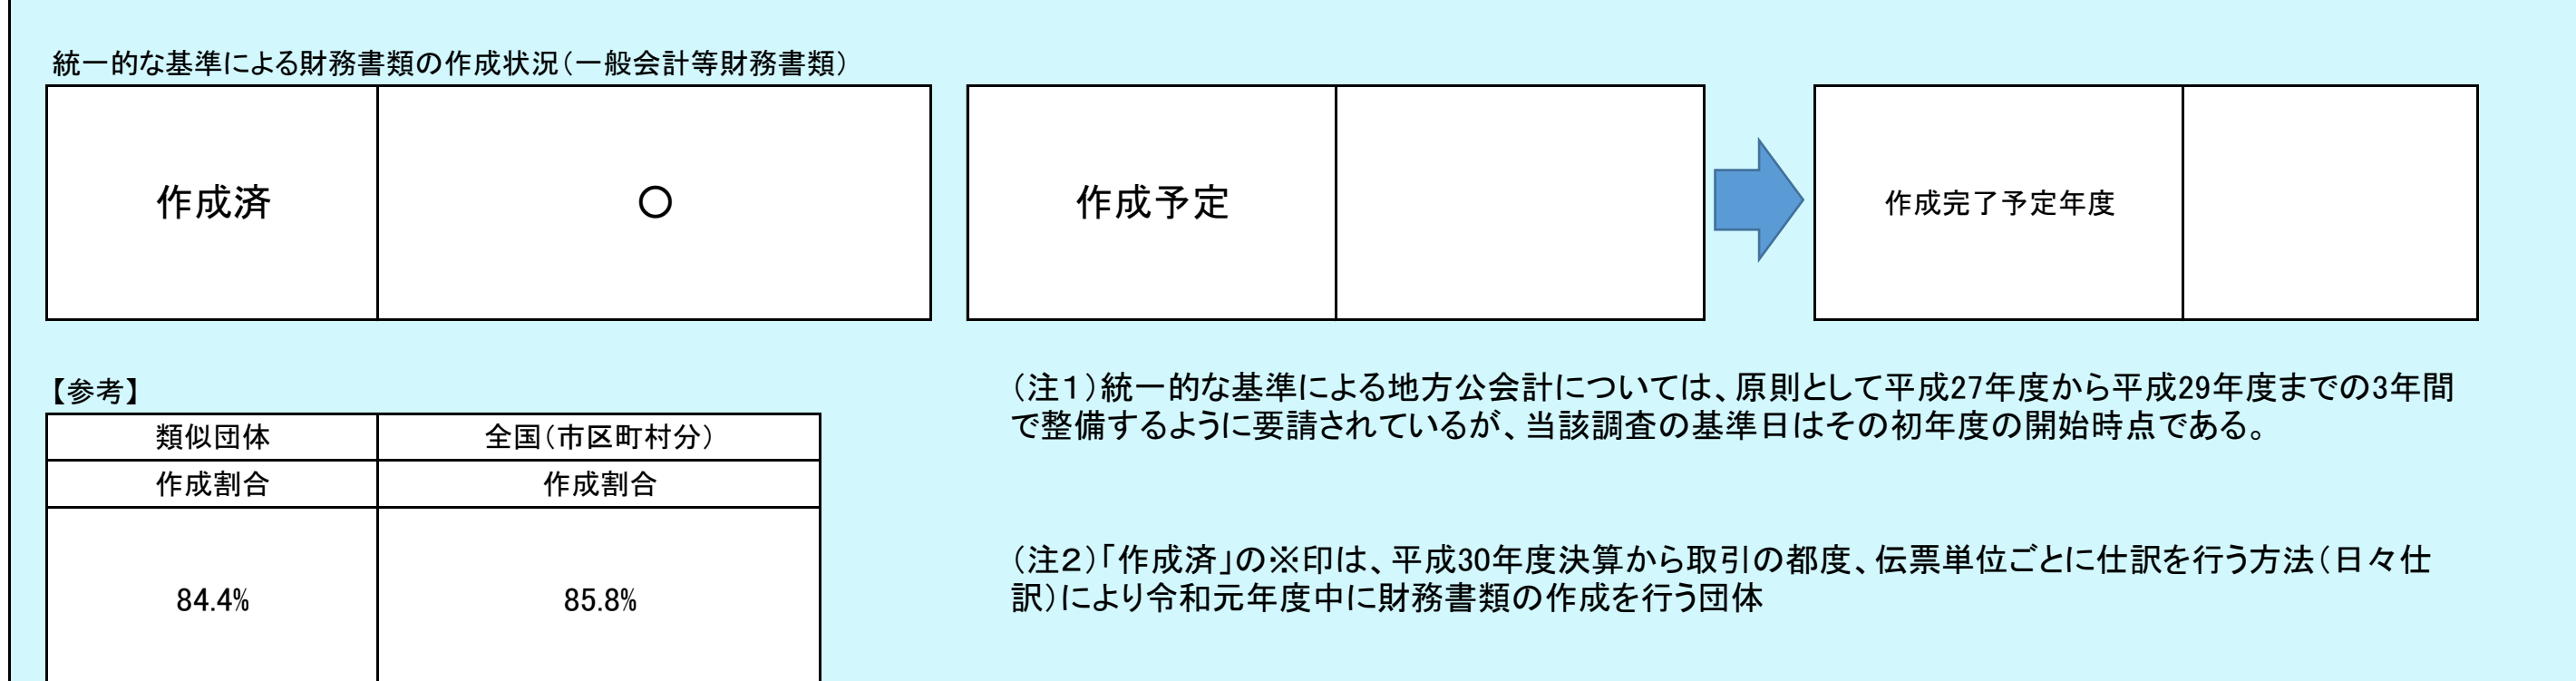 統一的な基準による財務書類の作成状況（一般会計等財務書類）
作成済
〇
作成予定
作成完了予定年度
【参考】
類似団体
全国（市区町村分）
作成割合
作成割合
84.4%
85.8%
（注１）統一的な基準による地方公会計については、原則として平成27年度から平成29年度までの3年間
で整備するように要請されているが、当該調査の基準日はその初年度の開始時点である。
（注２）「作成済」の※印は、平成30年度決算から取引の都度、伝票単位ごとに仕訳を行う方法（日々仕
訳）により令和元年度中に財務書類の作成を行う団体